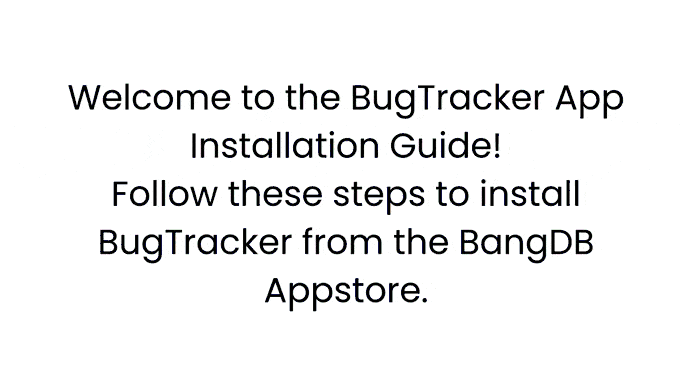 Welcome to the BugTracker App
Installation Guide!
Follow these steps to install
BugTracker from the BangDB
Appstore.